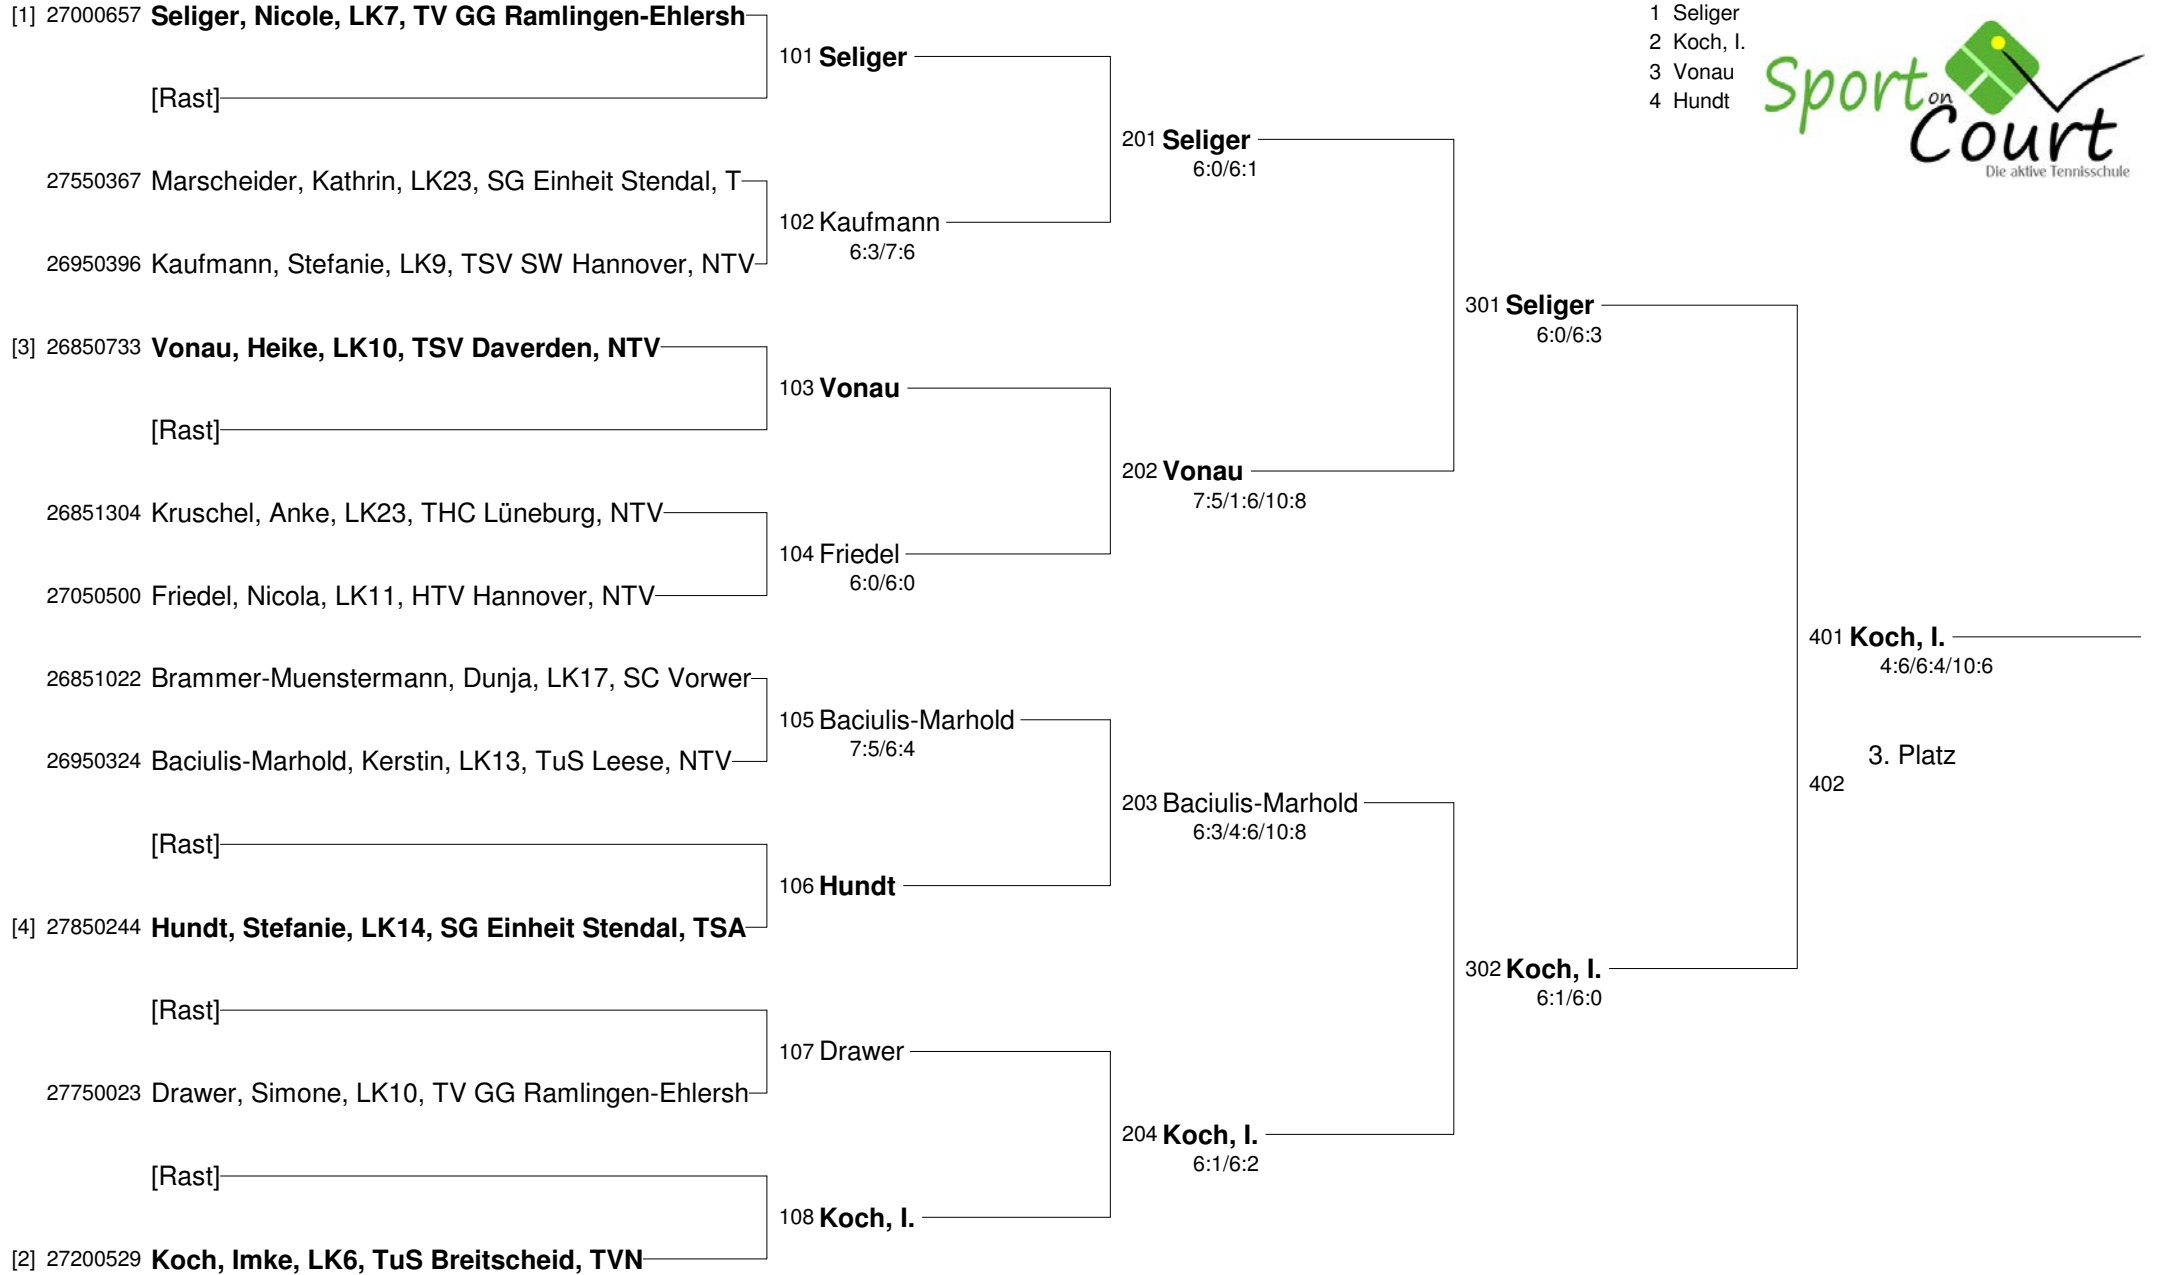 [1] 27000657 Seliger, Nicole, LK7, TV GG Ramlingen-Ehlersh
[Rast]
27550367 Marscheider, Kathrin, LK23, SG Einheit Stendal, T
26950396 Kaufmann, Stefanie, LK9, TSV SW Hannover, NTV
[3] 26850733 Vonau, Heike, LK10, TSV Daverden, NTV
[Rast]
26851304 Kruschel, Anke, LK23, THC Lüneburg, NTV
27050500 Friedel, Nicola, LK11, HTV Hannover, NTV
26851022 Brammer-Muenstermann, Dunja, LK17, SC Vorwer
26950324 Baciulis-Marhold, Kerstin, LK13, TuS Leese, NTV
[Rast]
[4] 27850244 Hundt, Stefanie, LK14, SG Einheit Stendal, TSA
[Rast]
27750023 Drawer, Simone, LK10, TV GG Ramlingen-Ehlersh
[Rast]
[2] 27200529 Koch, Imke, LK6, TuS Breitscheid, TVN
101 Seliger
102 Kaufmann
6:3/7:6
103 Vonau
104 Friedel
6:0/6:0
105 Baciulis-Marhold
7:5/6:4
106 Hundt
107 Drawer
108 Koch, I.
201 Seliger
6:0/6:1
202 Vonau
7:5/1:6/10:8
203 Baciulis-Marhold
6:3/4:6/10:8
204 Koch, I.
6:1/6:2
301 Seliger
6:0/6:3
302 Koch, I.
6:1/6:0
401 Koch, I.
4:6/6:4/10:6
3. Platz
402
1 Seliger
2 Koch, I.
3 Vonau
4 Hundt
Sport on
Court
Die aktive Tennisschule